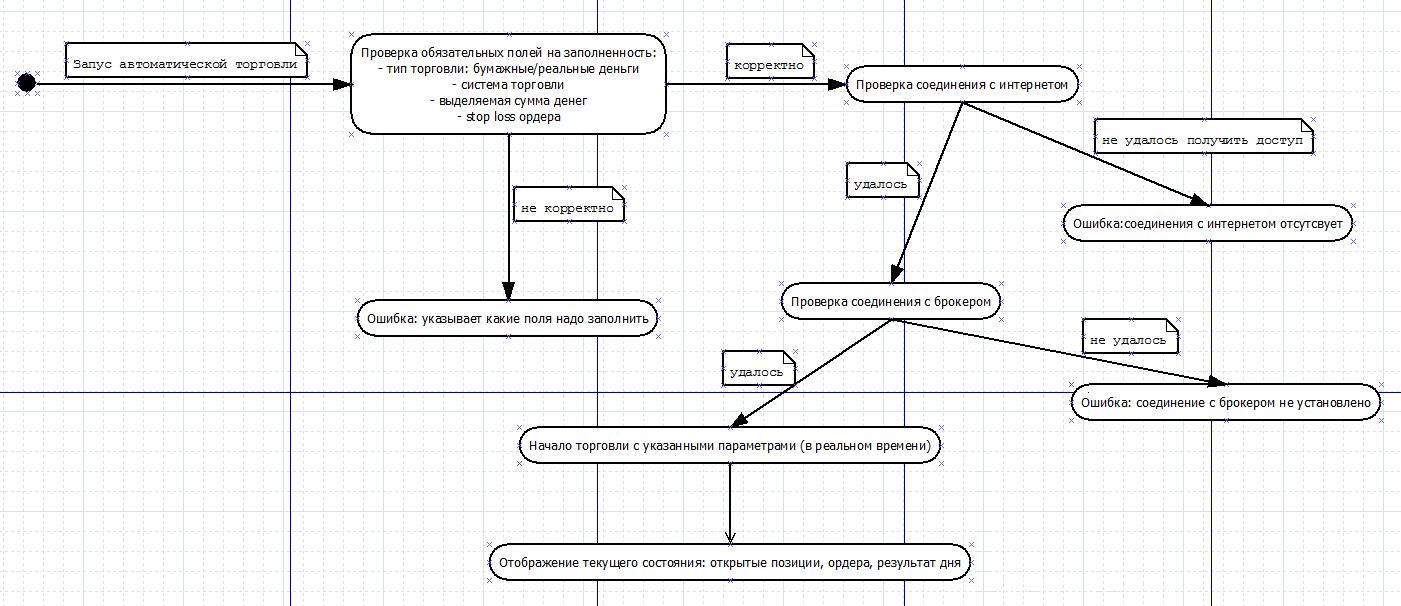 Запус автоматической торговли
Проверка обязательных полей на заполненность:
- тип торговли: бумажные/реальные деньги
- система торговли
- выделяемая сумма денег
- stop loss ордера
корректно
Проверка соединения с интернетом
не удалось получить доступ
удалось
не корректно
Ошибка:соединения с интернетом отсутсвует
Проверка соединения с брокером
Ошибка: указывает какие поля надо заполнить
не удалось
удалось
Ошибка: соединение с брокером не установлено
Начало торговли с указанными параметрами (в реальном времени)
Отображение текущего состояния: открытые позиции, ордера, результат дня